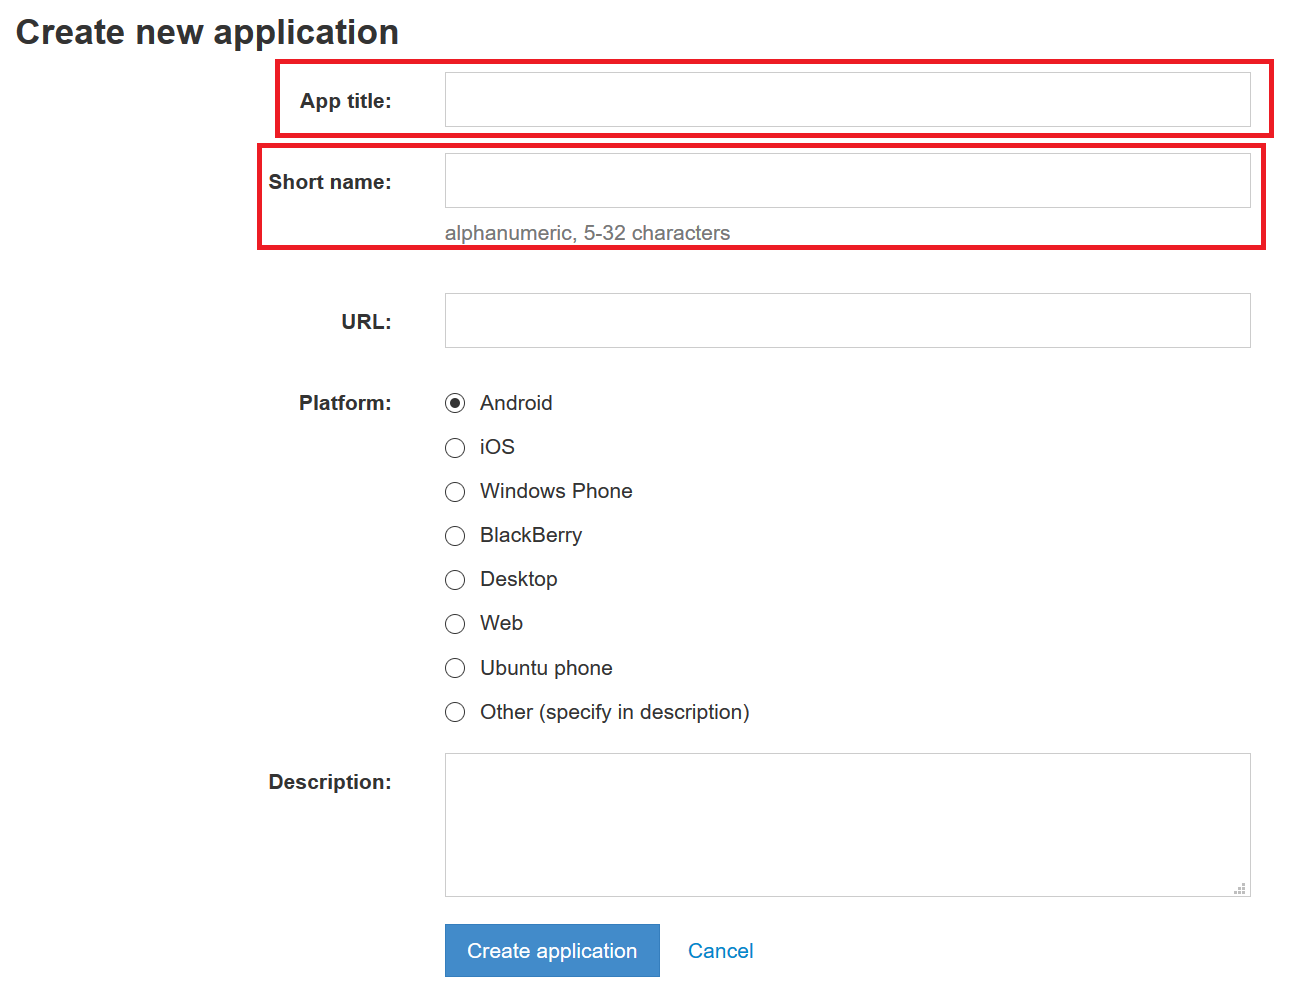 Create new application
App title:
Short name:
alphanumeric, 5-32 characters
URL:
Platform:
Android
iOS
Windows Phone
BlackBerry
Desktop
Web
Ubuntu phone
Other (specify in description)
Description:
Create application
Cancel